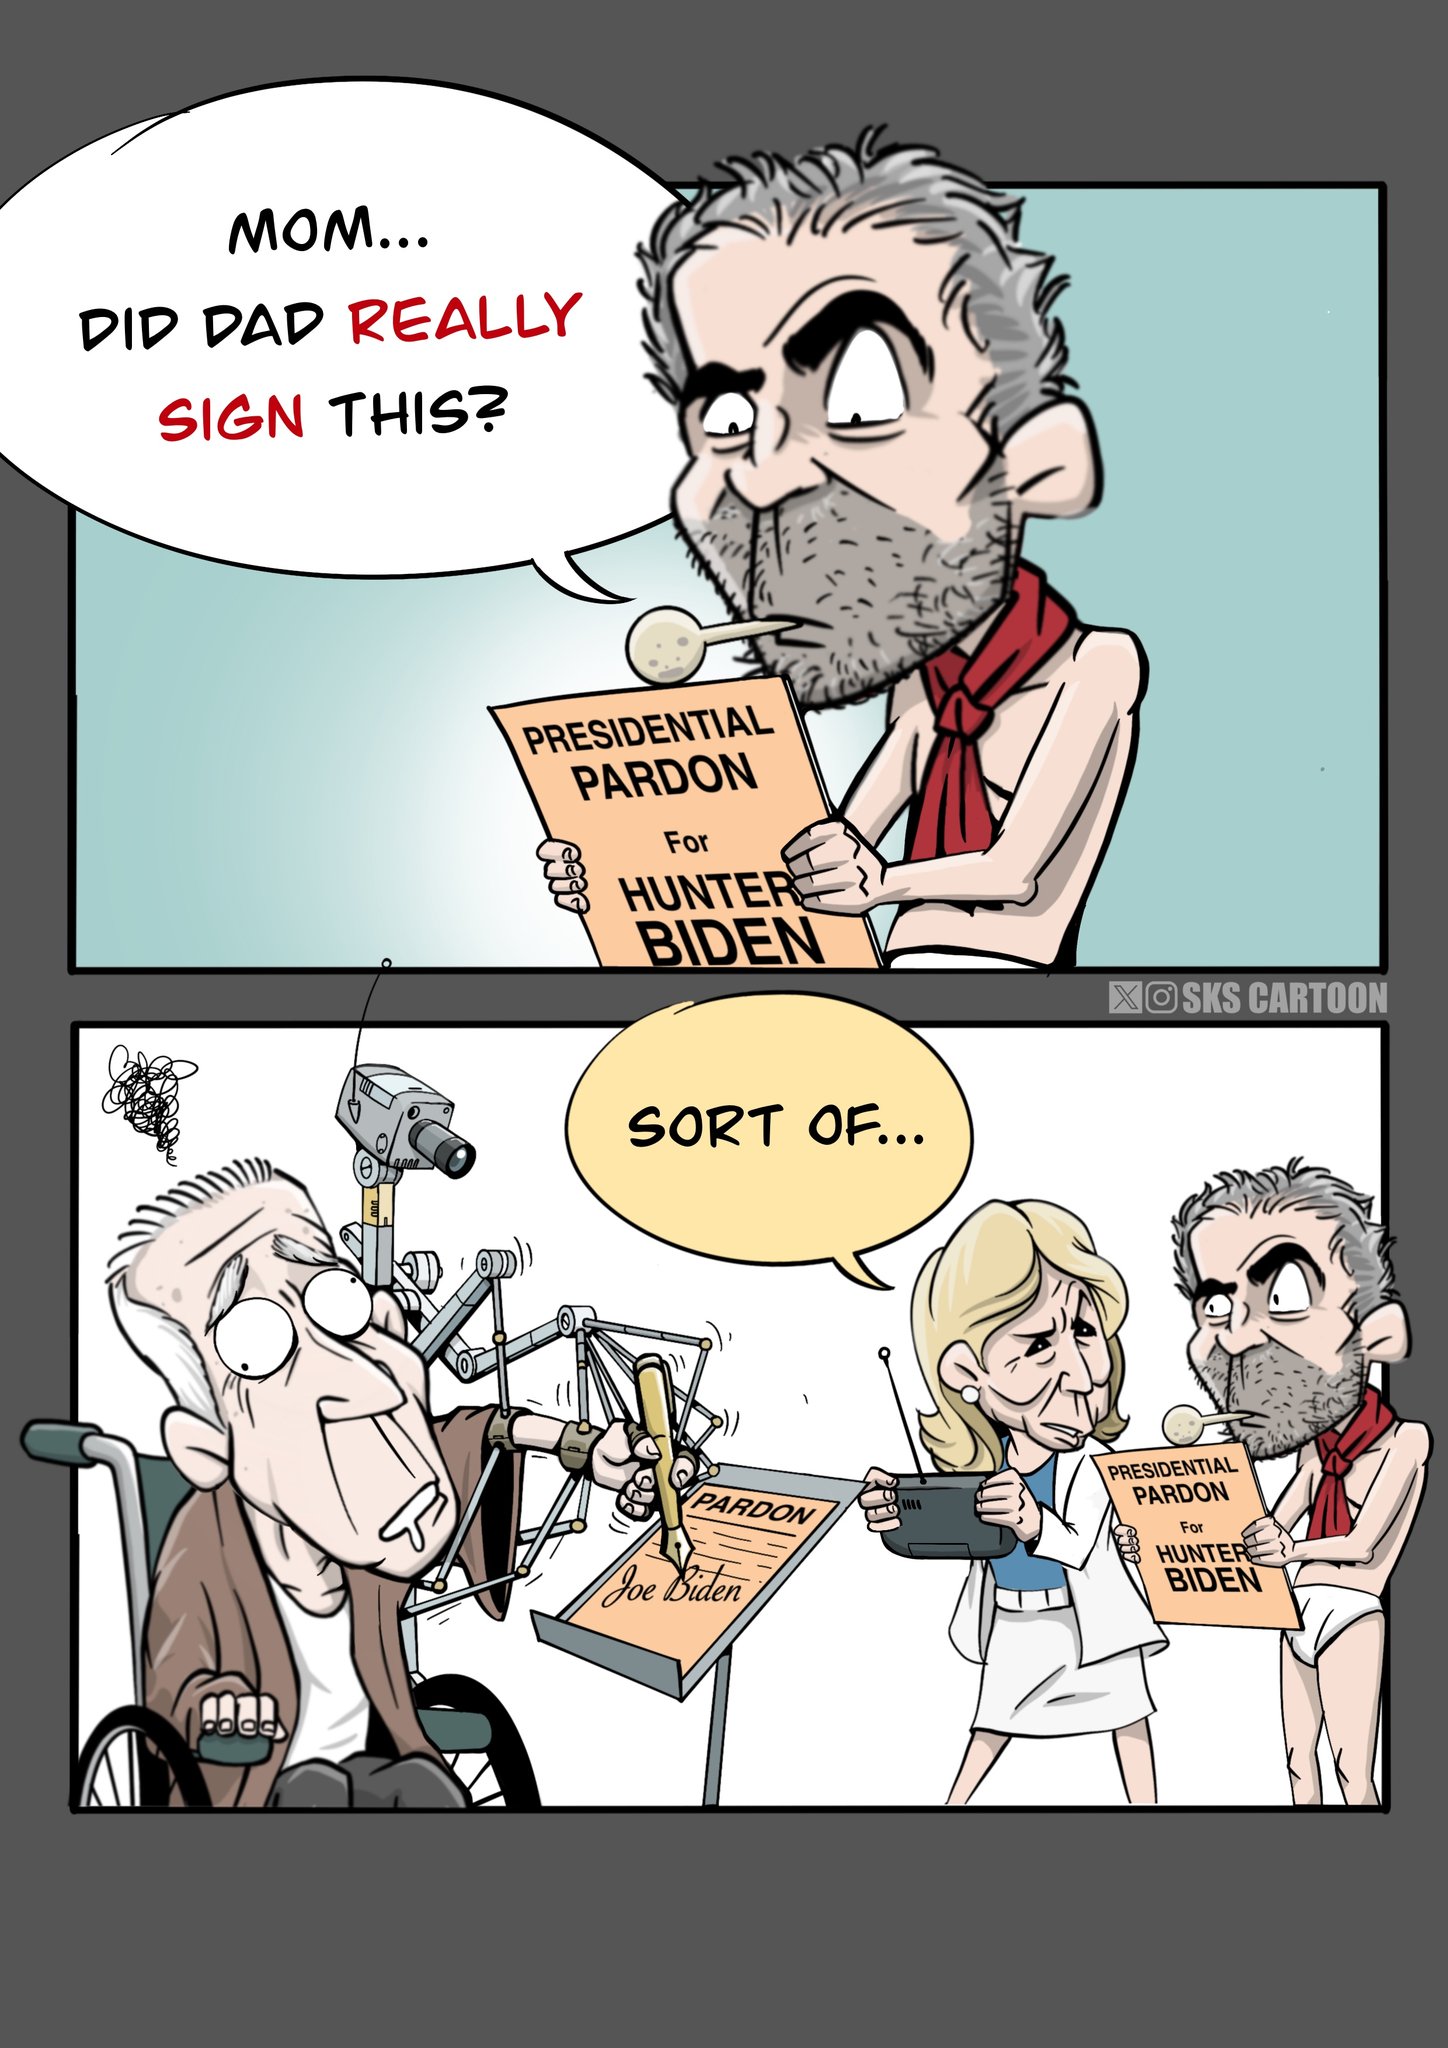 MOM...
DID DAD REALLY
SIGN THIS?
PRESIDENTIAL
PARDON
For
HUNTER
BIDEN
SKS CARTOON
SORT OF...
PARDON
Joe Biden
PRESIDENTIAL
PARDON
For
HUNTER
BIDEN